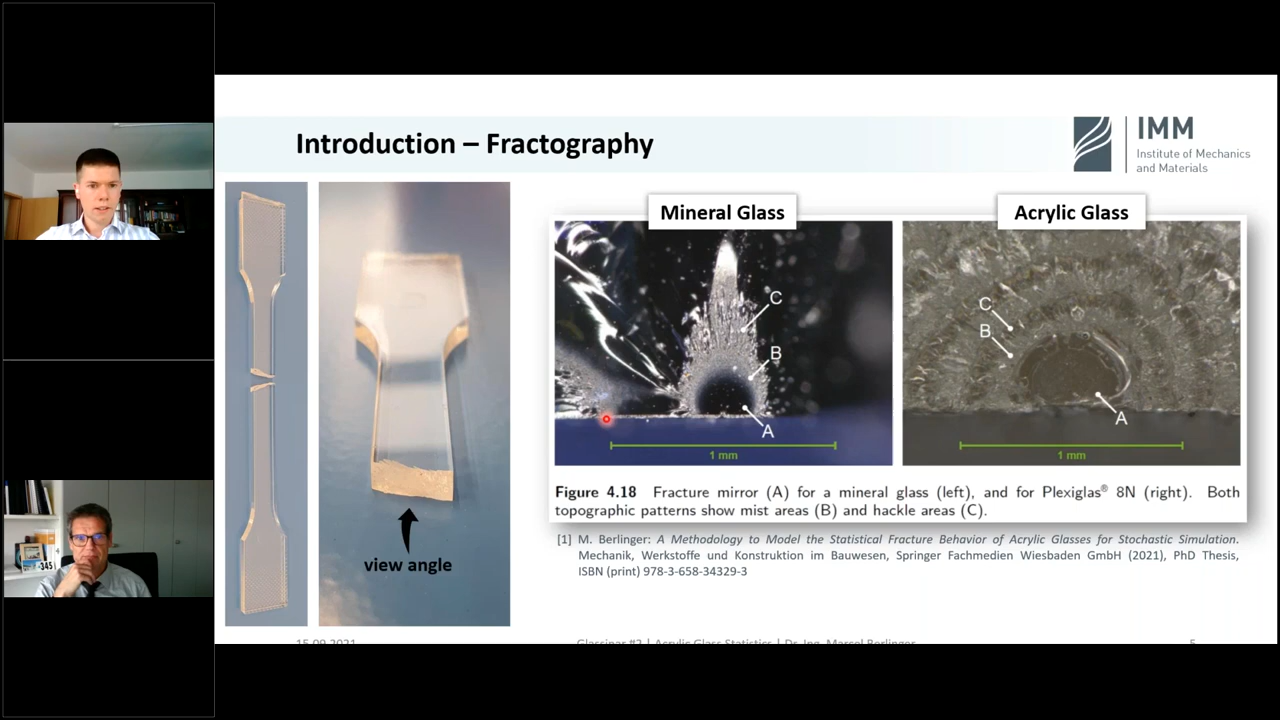 Introduction – Fractography
IMM
Institute of Mechanics
and Materials
Mineral Glass
Acrylic Glass
C
B
A
1 mm
C
B
A
1 mm
view angle
Figure 4.18 Fracture mirror (A) for a mineral glass (left), and for Plexiglas® 8N (right). Both
topographic patterns show mist areas (B) and hackle areas (C).
[1] M. Berlinger: A Methodology to Model the Statistical Fracture Behavior of Acrylic Glasses for Stochastic Simulation.
Mechanik, Werkstoffe und Konstruktion im Bauwesen, Springer Fachmedien Wiesbaden GmbH (2021), PhD Thesis,
ISBN (print) 978-3-658-34329-3
15.09.2021
Glassinar #2 | Acrylic Glass Statistics | Dr. Ing. Marcel Berlinger
5